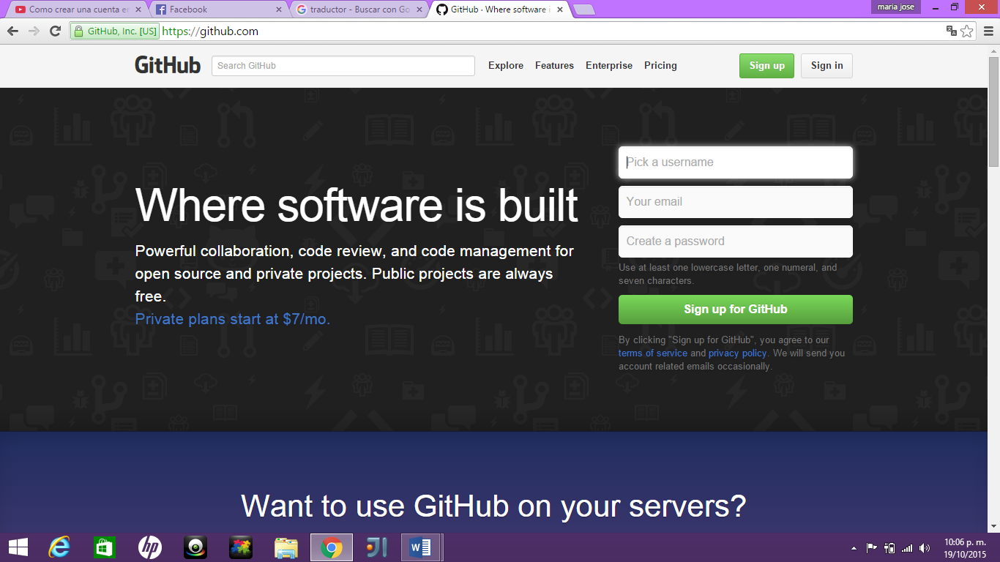 Como crear una cuenta en
Facebook
traductor - Buscar con Go
GitHub · Where software i
maria jose
GitHub, Inc. [US]
https://github.com
GitHub
Search GitHub
Explore
Features
Enterprise
Pricing
Sign up
Sign in
Where software is built
Powerful collaboration, code review, and code management for
open source and private projects. Public projects are always
free.
Private plans start at $7/mo.
Pick a username
Your email
Create a password
Use at least one lowercase letter, one numeral, and
seven characters.
Sign up for GitHub
By clicking "Sign up for GitHub", you agree to our
terms of service and privacy policy. We will send you
account related emails occasionally.
Want to use GitHub on your servers?
hp
10:06 p. m.
19/10/2015